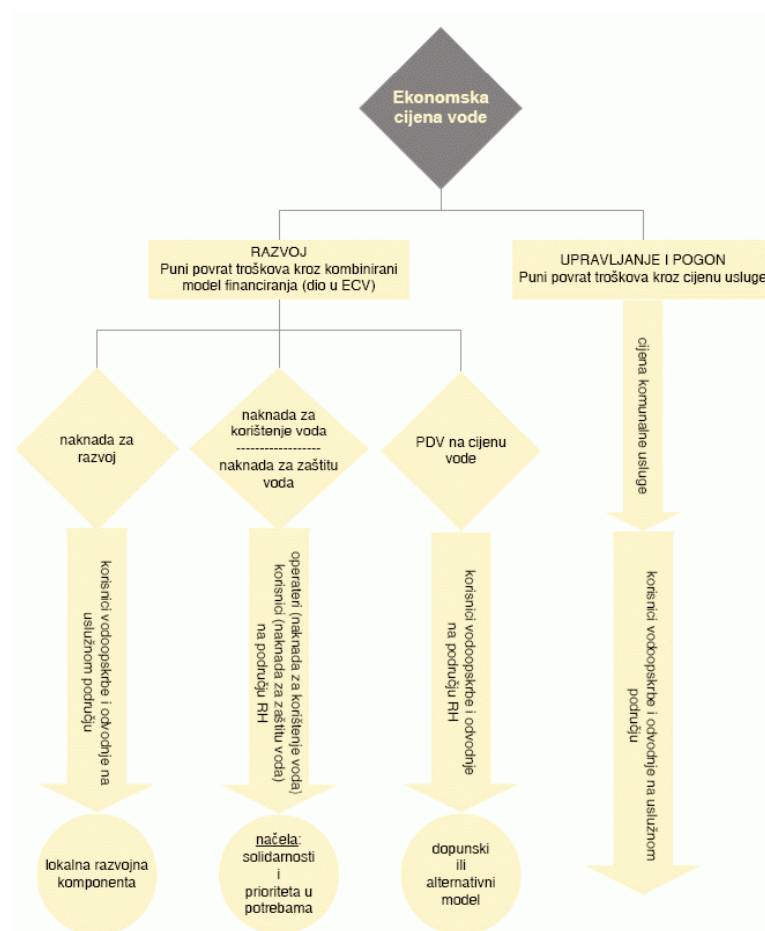 Ekonomska
cijena vode
RAZVOJ
Puni povrat troškova kroz kombinirani
model financiranja (dio u ECV)
UPRAVLJANJE I POGON
Puni povrat troškova kroz cijenu usluge
naknada za
razvoj
naknada za
korištenje voda
-------------------
naknada za zaštitu
voda
PDV na cijenu
vode
cijena komunalne
usluge
korisnici vodoopskrbe i odvodnje na
uslužnom području
operateri (naknada za korištenje voda)
korisnici (naknada za zaštitu voda)
na području RH
korisnici vodoopskrbe i odvodnje
na području RH
korisnici vodoopskrbe i odvodnje na uslužnom
području
lokalna razvojna
komponenta
načela:
solidarnosti
i
prioriteta u
potrebama
dopunski
ili
alternativni
model